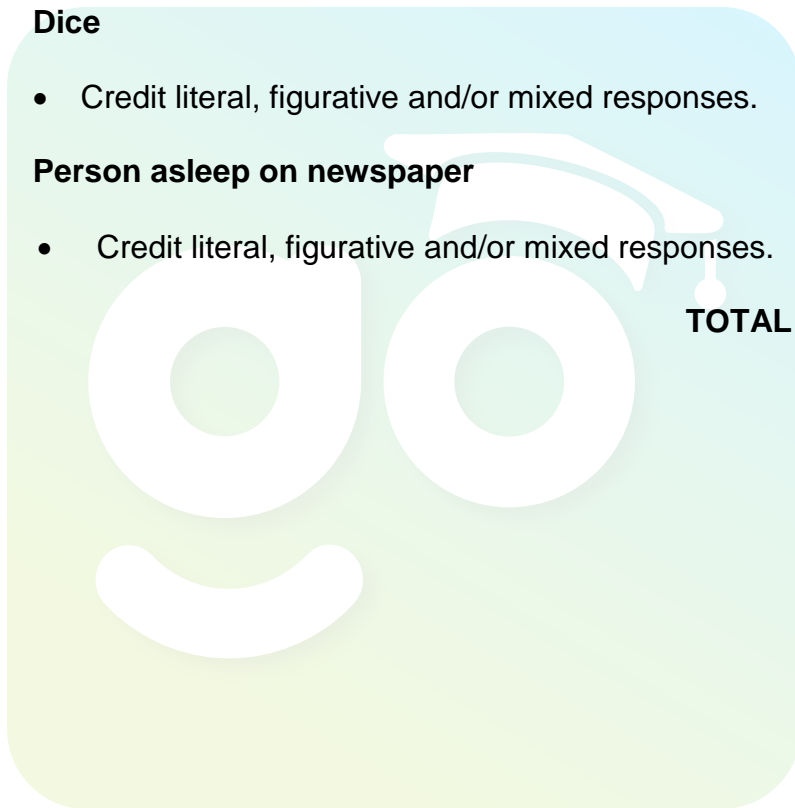 Dice
• Credit literal, figurative and/or mixed responses.
Person asleep on newspaper
• Credit literal, figurative and/or mixed responses.
TOTAL
go